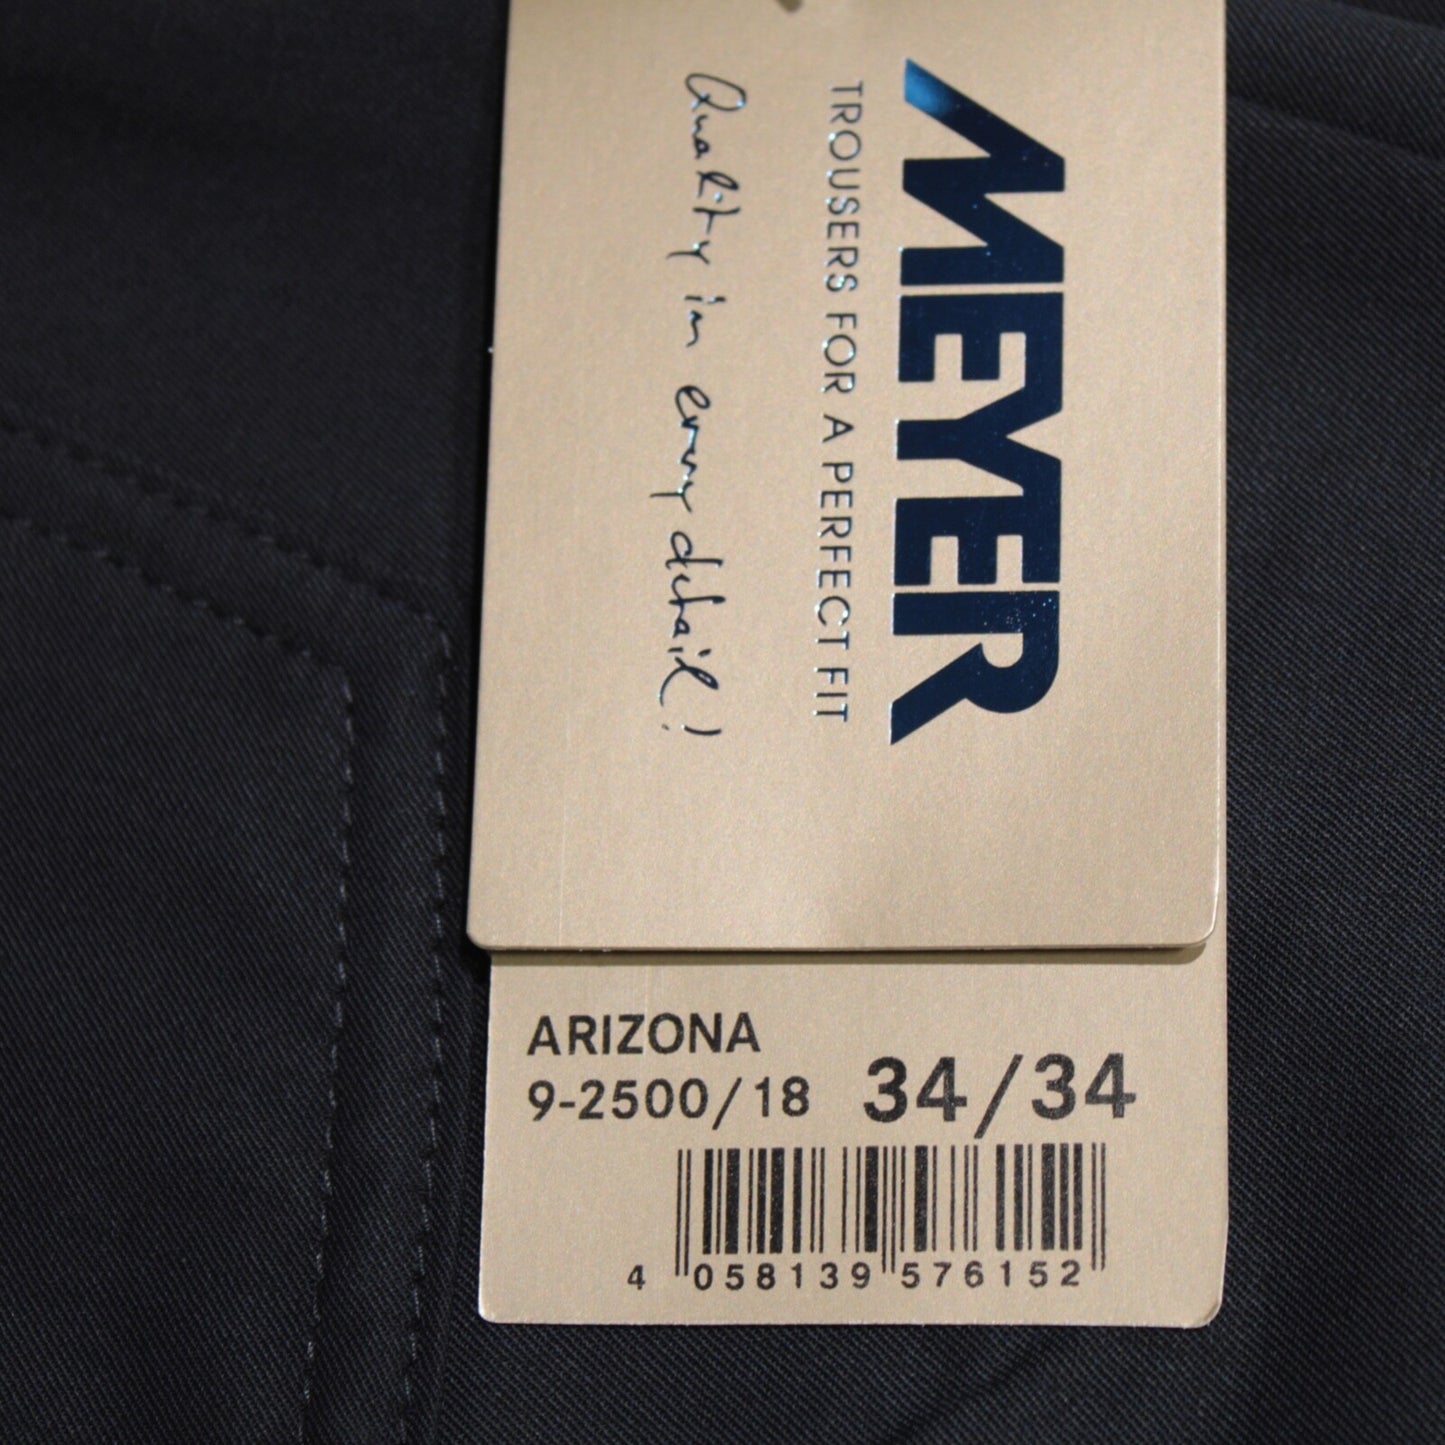 MEYER
TROUSERS FOR A PERFECT FIT
Quality in every detail!
ARIZONA
9-2500/18 34/34
4 058139 576152